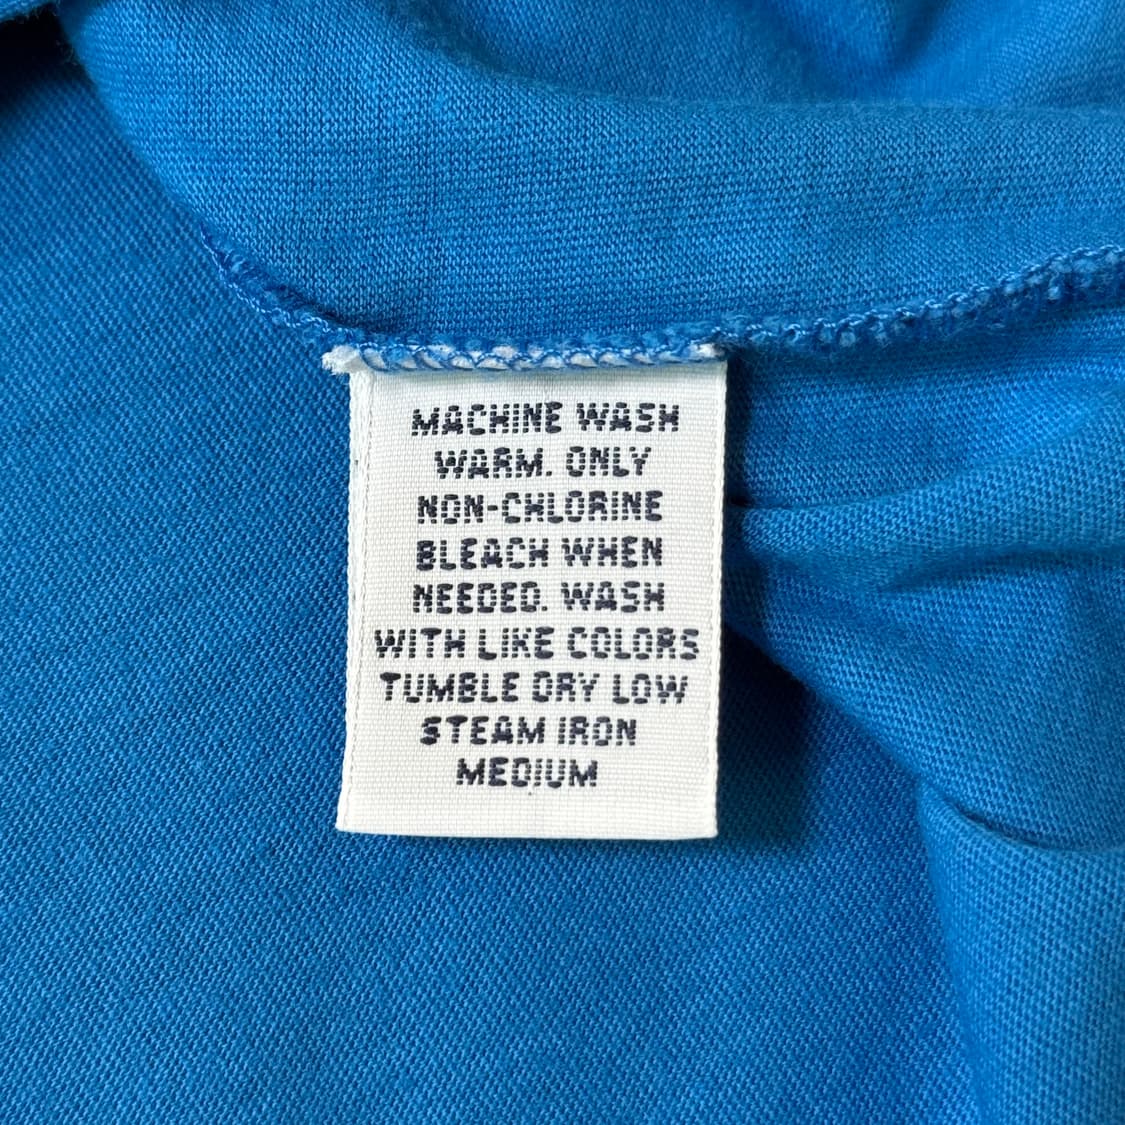 MACHINE WASH
WARM. ONLY
NON-CHLORINE
BLEACH WHEN
NEEDED. WASH
WITH LIKE COLORS
TUMBLE DRY LOW
STEAM IRON
MEDIUM